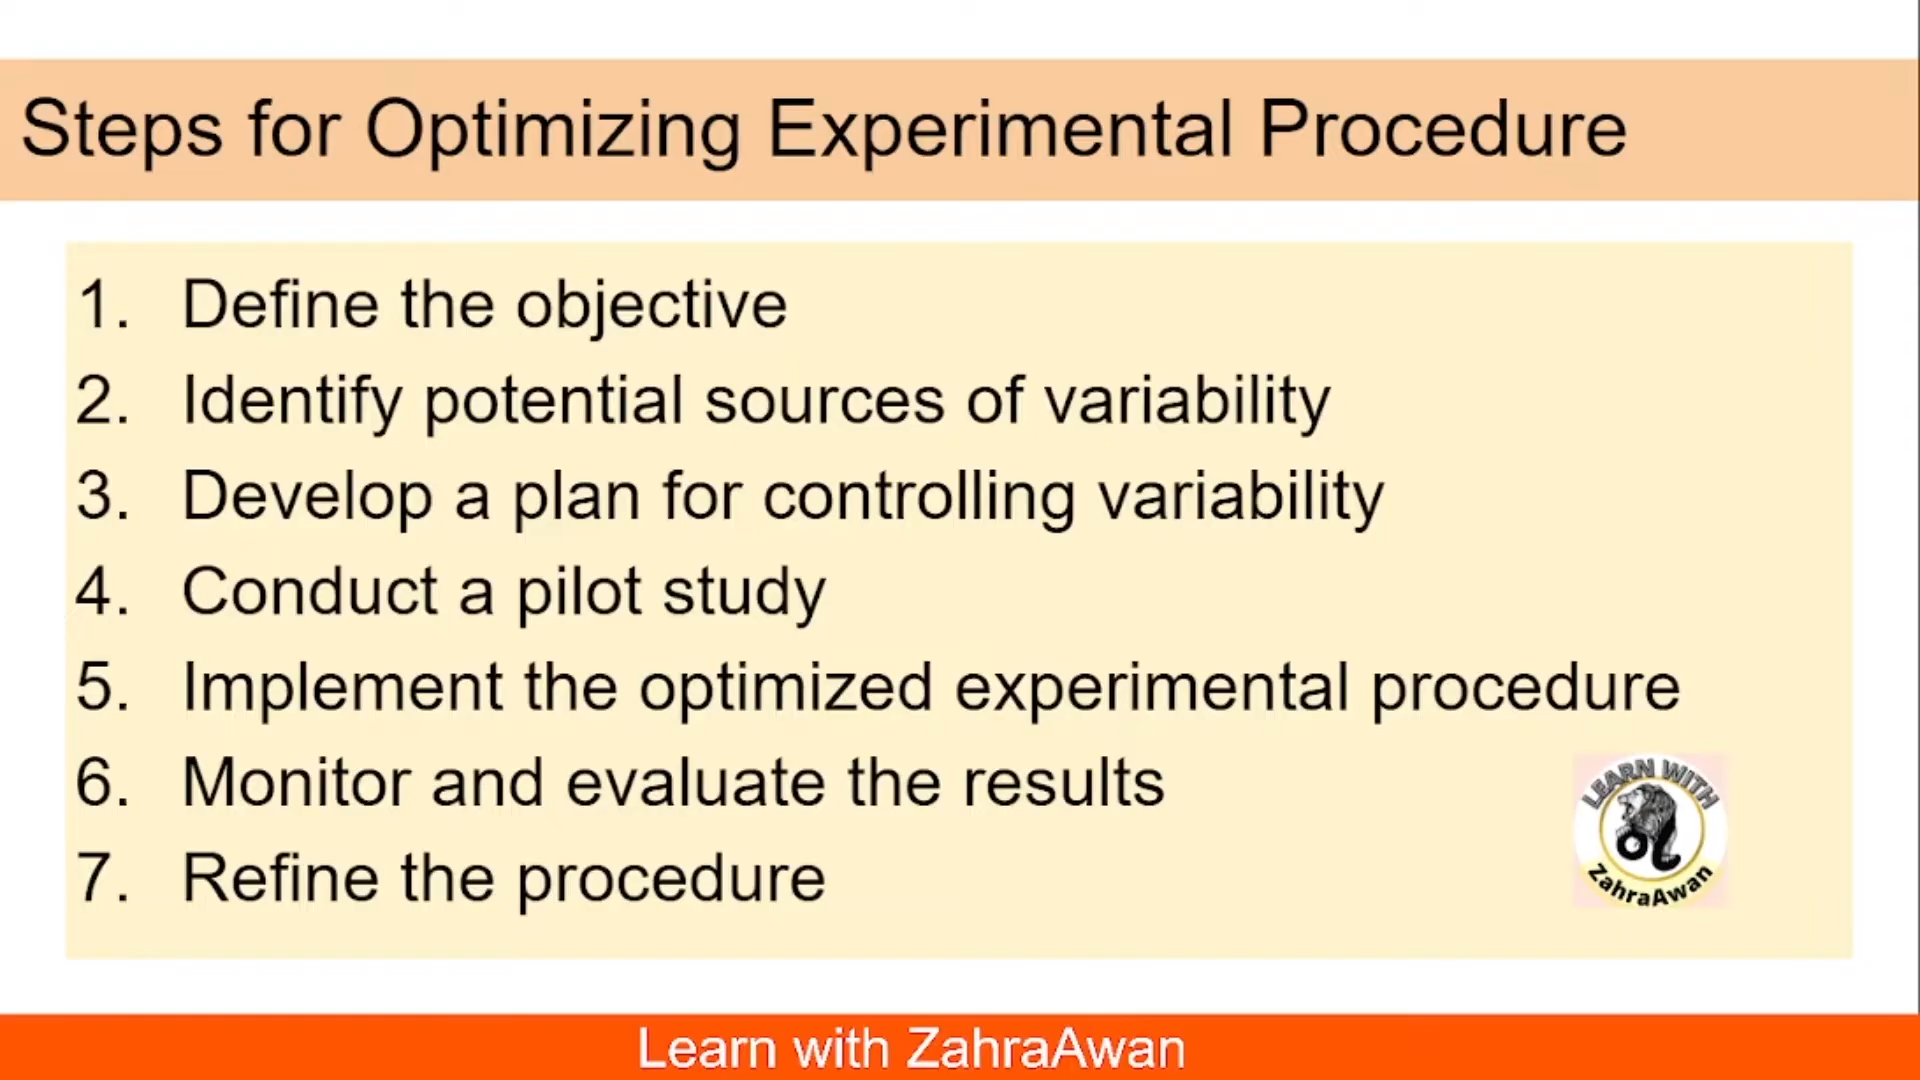 Steps for Optimizing Experimental Procedure
1. Define the objective
2. Identify potential sources of variability
3. Develop a plan for controlling variability
4. Conduct a pilot study
5. Implement the optimized experimental procedure
6. Monitor and evaluate the results
7. Refine the procedure
LEARN WITH
ZahraAwan
Learn with ZahraAwan